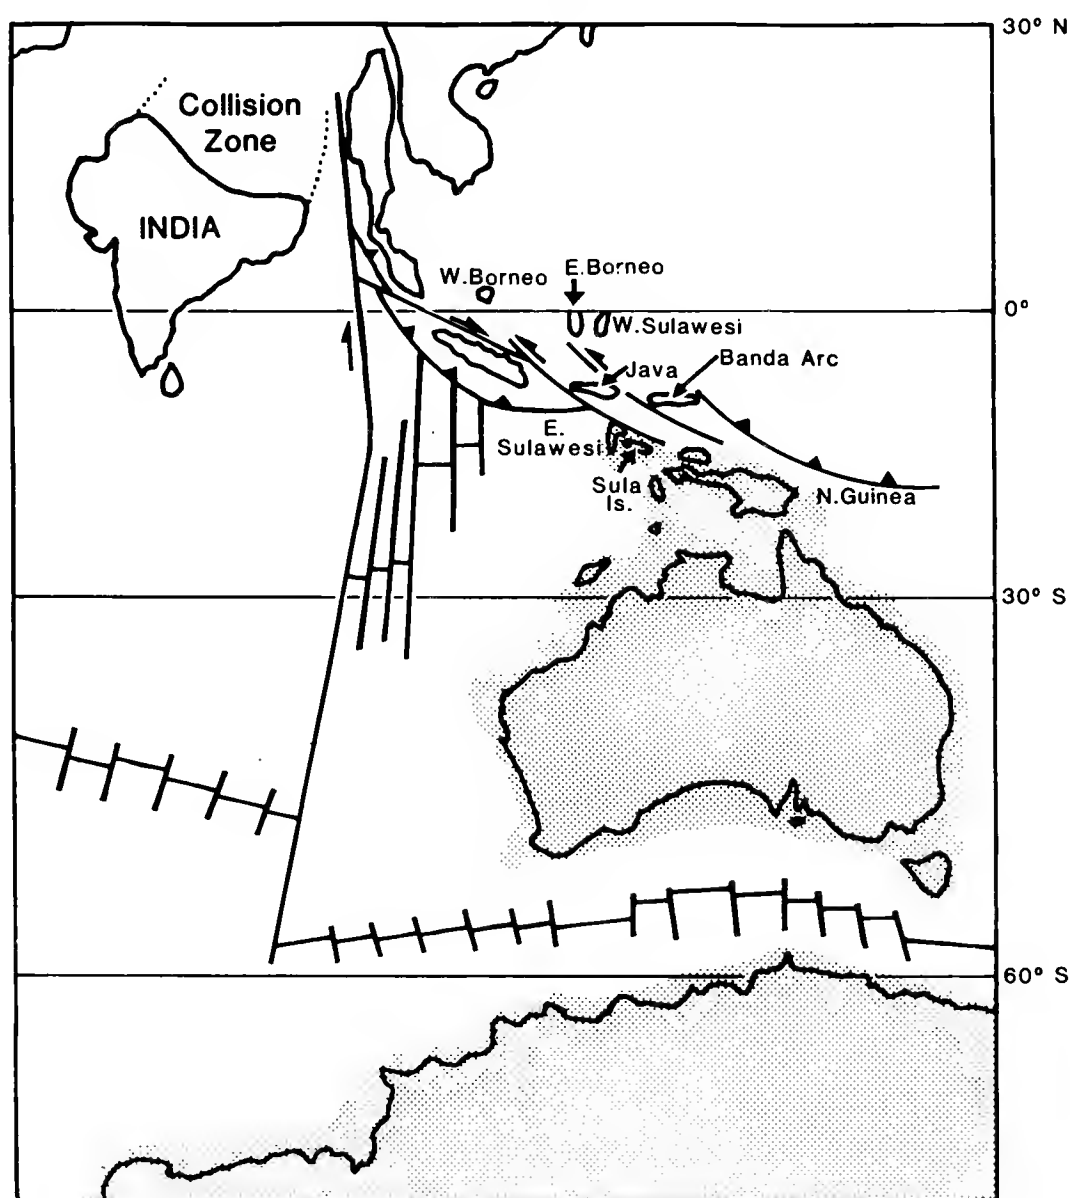 30° N
Collision
Zone
INDIA
W.Borneo
E.Borneo
0°
W.Sulawesi
Java
Banda Arc
E.
Sulawesi
Sula
Is.
N.Guinea
30° S
60° S